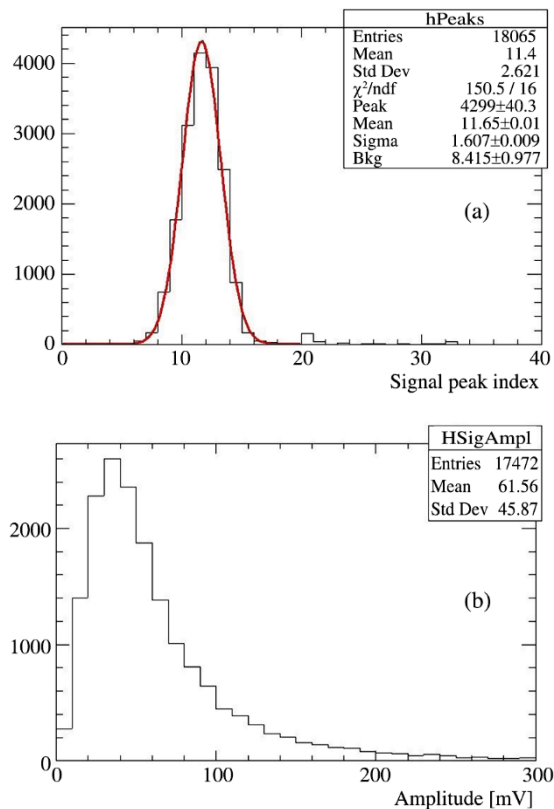 hPeaks
Entries 18065
Mean 11.4
Std Dev 2.621
χ²/ndf 150.5 / 16
Peak 4299±40.3
Mean 11.65±0.01
Sigma 1.607±0.009
Bkg 8.415±0.977
4000
3000
2000
1000
0
(a)
0 10 20 30 40
Signal peak index
HSigAmpl
Entries 17472
Mean 61.56
Std Dev 45.87
2000
1000
0
(b)
0 100 200 300
Amplitude [mV]